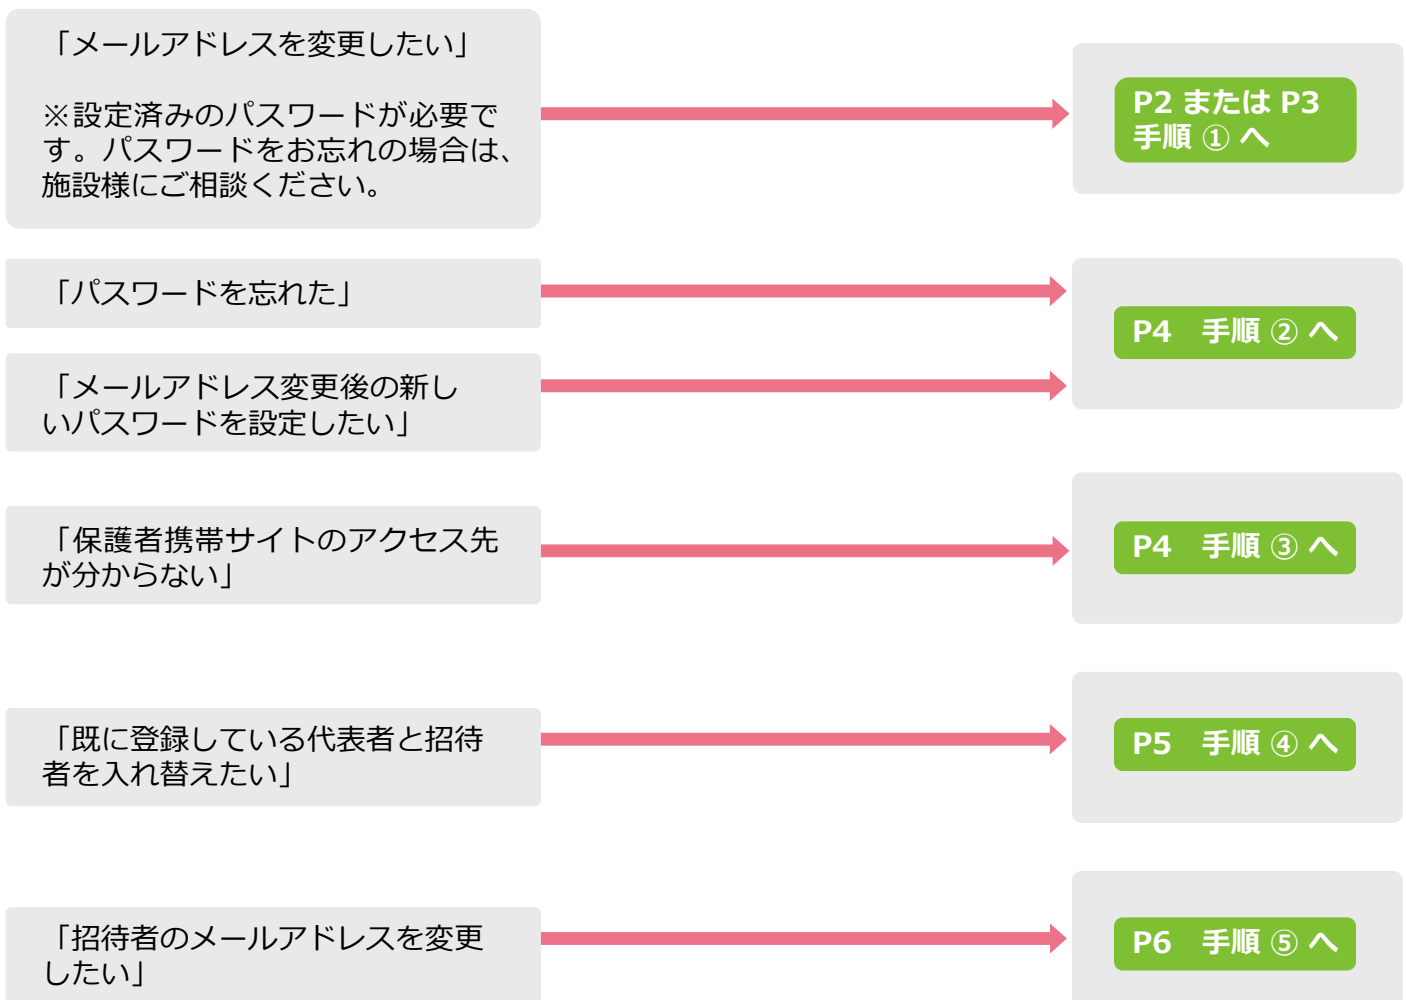 「メールアドレスを変更したい」
※設定済みのパスワードが必要で
す。パスワードをお忘れの場合は、
施設様にご相談ください。
P2 または P3
手順 ① へ
「パスワードを忘れた」
「メールアドレス変更後の新し
いパスワードを設定したい」
P4　手順 ② へ
「保護者携帯サイトのアクセス先
が分からない」
P4　手順 ③ へ
「既に登録している代表者と招待
者を入れ替えたい」
P5　手順 ④ へ
「招待者のメールアドレスを変更
したい」
P6　手順 ⑤ へ